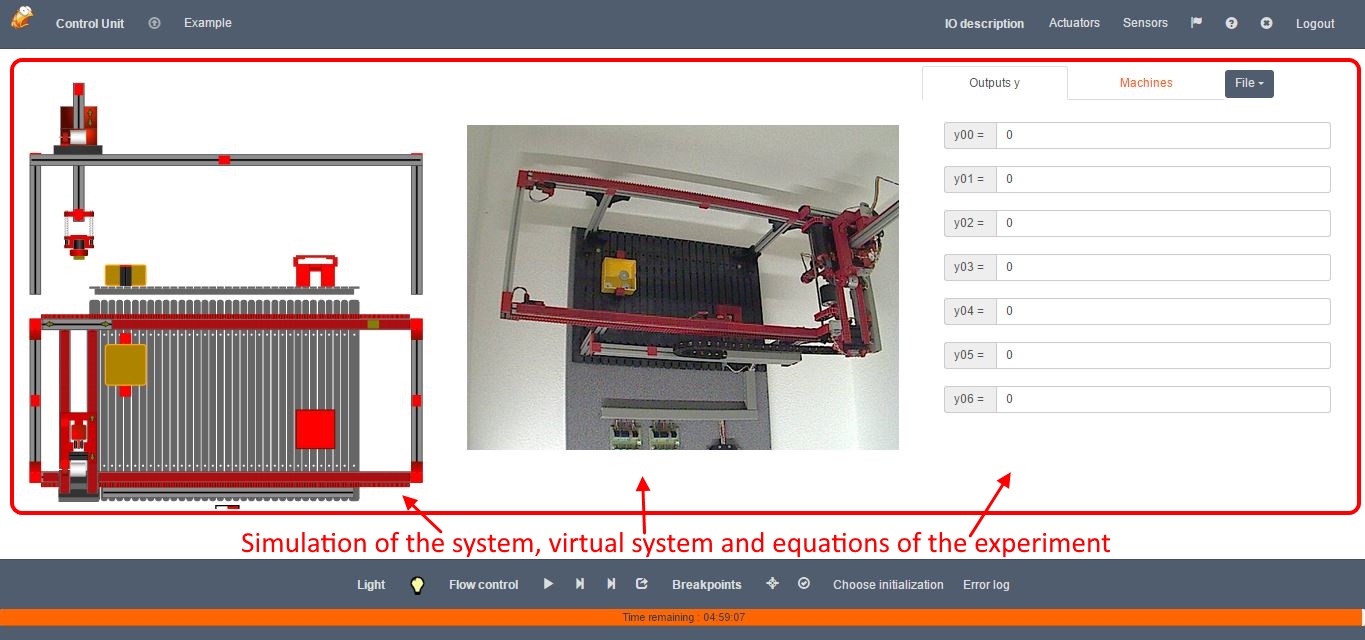 Control Unit Example IO description Actuators Sensors Logout
Outputs y Machines File
y00 = 0
y01 = 0
y02 = 0
y03 = 0
y04 = 0
y05 = 0
y06 = 0
Simulation of the system, virtual system and equations of the experiment
Light Flow control Breakpoints Choose initialization Error log
Time remaining : 04:59:07